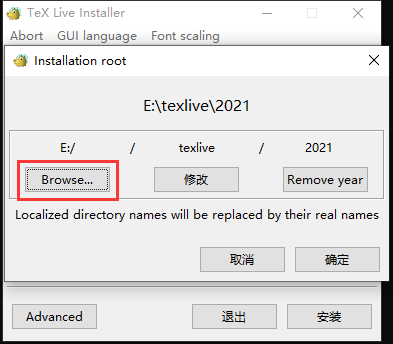 TeX Live Installer
Abort GUI language Font scaling
Installation root
E:\texlive\2021
E:/ / texlive / 2021
Browse... 修改 Remove year
Localized directory names will be replaced by their real names
取消 确定
Advanced 退出 安装